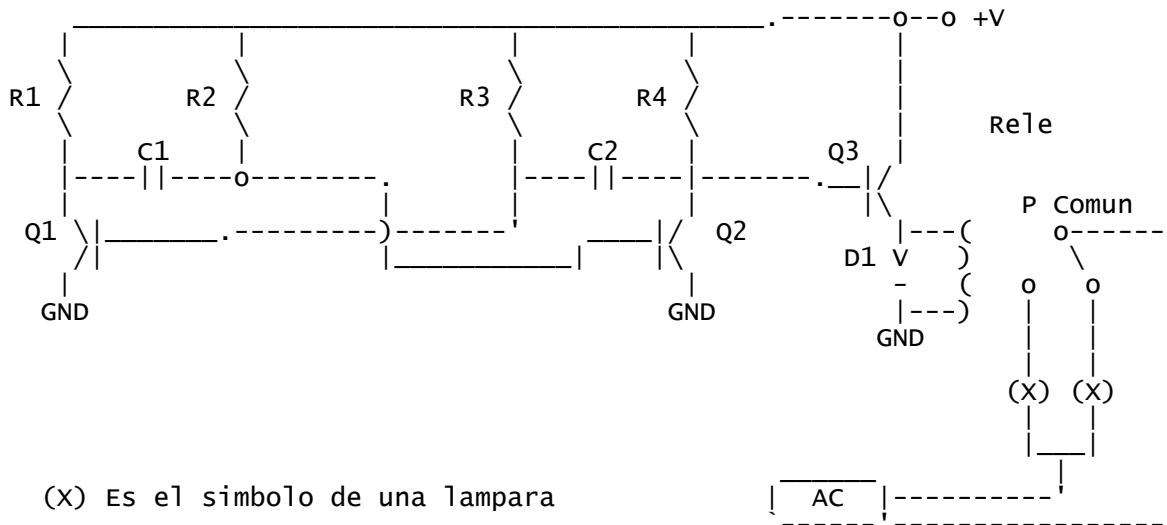 +V
R1 R2 R3 R4
Rele
C1 C2 Q3
P Comun
Q1 Q2
D1
GND GND
GND
(X) (X)
(X) Es el simbolo de una lampara
AC